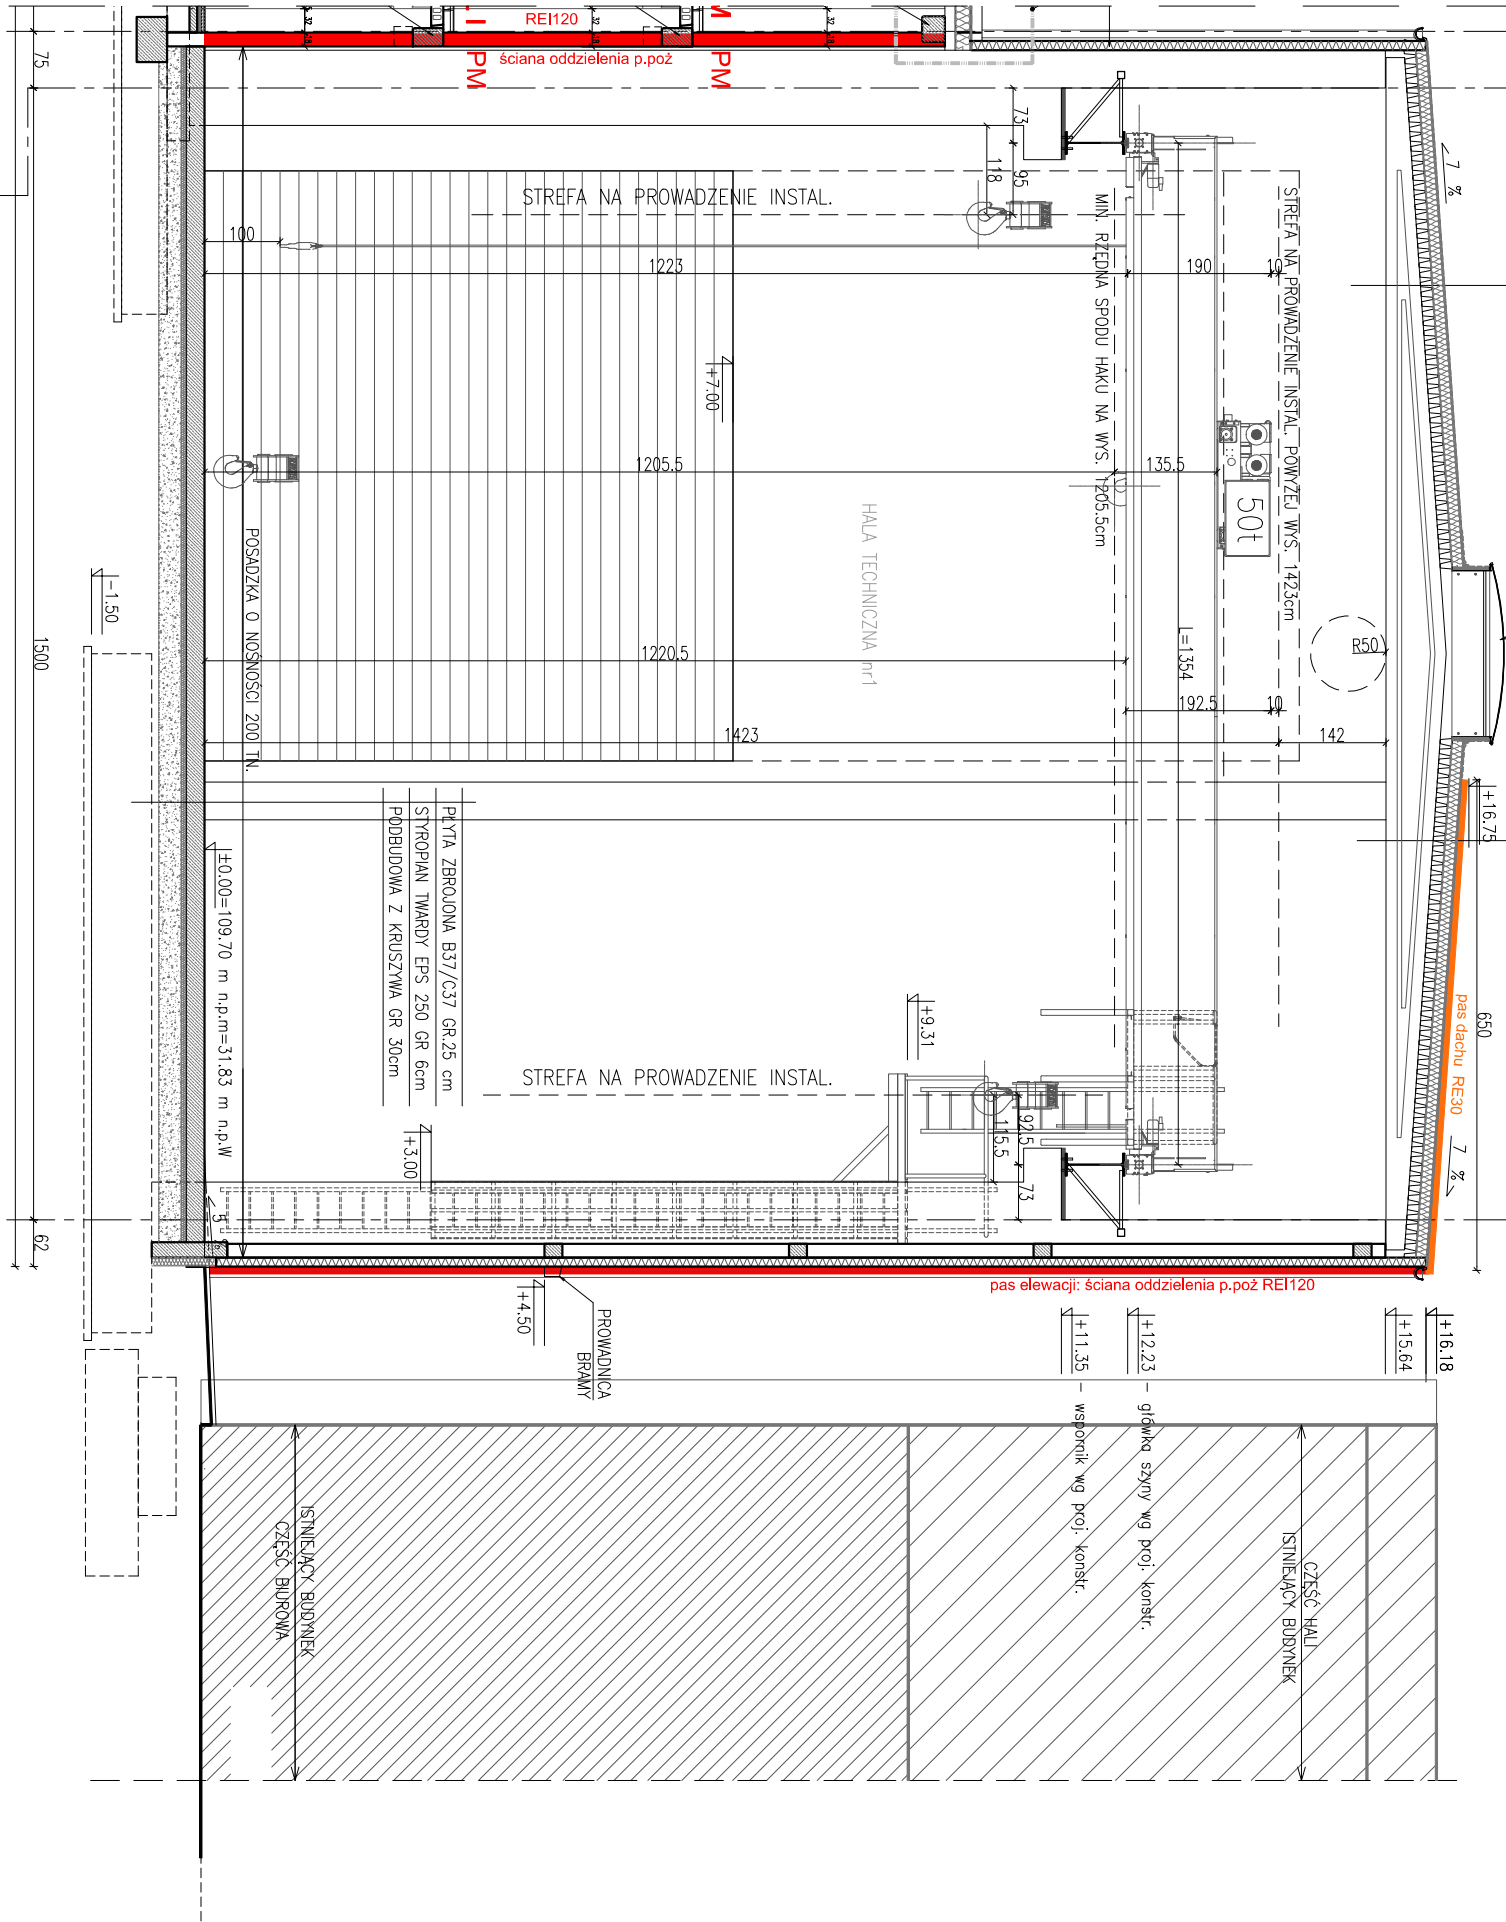 REI120
ściana oddzielenia p.poż
PM
PM
I
75
1500
62
32
18
32
18
32
18
73
95
118
7 %
STREFA NA PROWADZENIE INSTAL.
STREFA NA PROWADZENIE INSTAL. POWYŻEJ WYS. 1423cm
MIN. RZĘDNA SPODU HAKU NA WYS. 1205.5cm
100
1223
190
10
+7.00
1205.5
135.5
50t
HALA TECHNICZNA nr1
POSADZKA O NOŚNOŚCI 200 TN.
-1.50
1220.5
L=1354
192.5
10
R50
1423
142
+16.75
650
pas dachu RE30
7 %
PŁYTA ZBROJONA B37/C37 GR.25 cm
STYROPIAN TWARDY EPS 250 GR 6cm
PODBUDOWA Z KRUSZYWA GR 30cm
±0.00=109.70 m n.p.m=31.83 m n.p.W
+9.31
STREFA NA PROWADZENIE INSTAL.
+3.00
92.5
115.5
73
5
pas elewacji: ściana oddzielenia p.poż REI120
+4.50
PROWADNICA
BRAMY
+11.35 - wspornik wg proj. konstr.
+12.23 - główka szyny wg proj. konstr.
+15.64
+16.18
ISTNIEJĄCY BUDYNEK
CZĘŚĆ BIUROWA
CZĘŚĆ HALI
ISTNIEJĄCY BUDYNEK